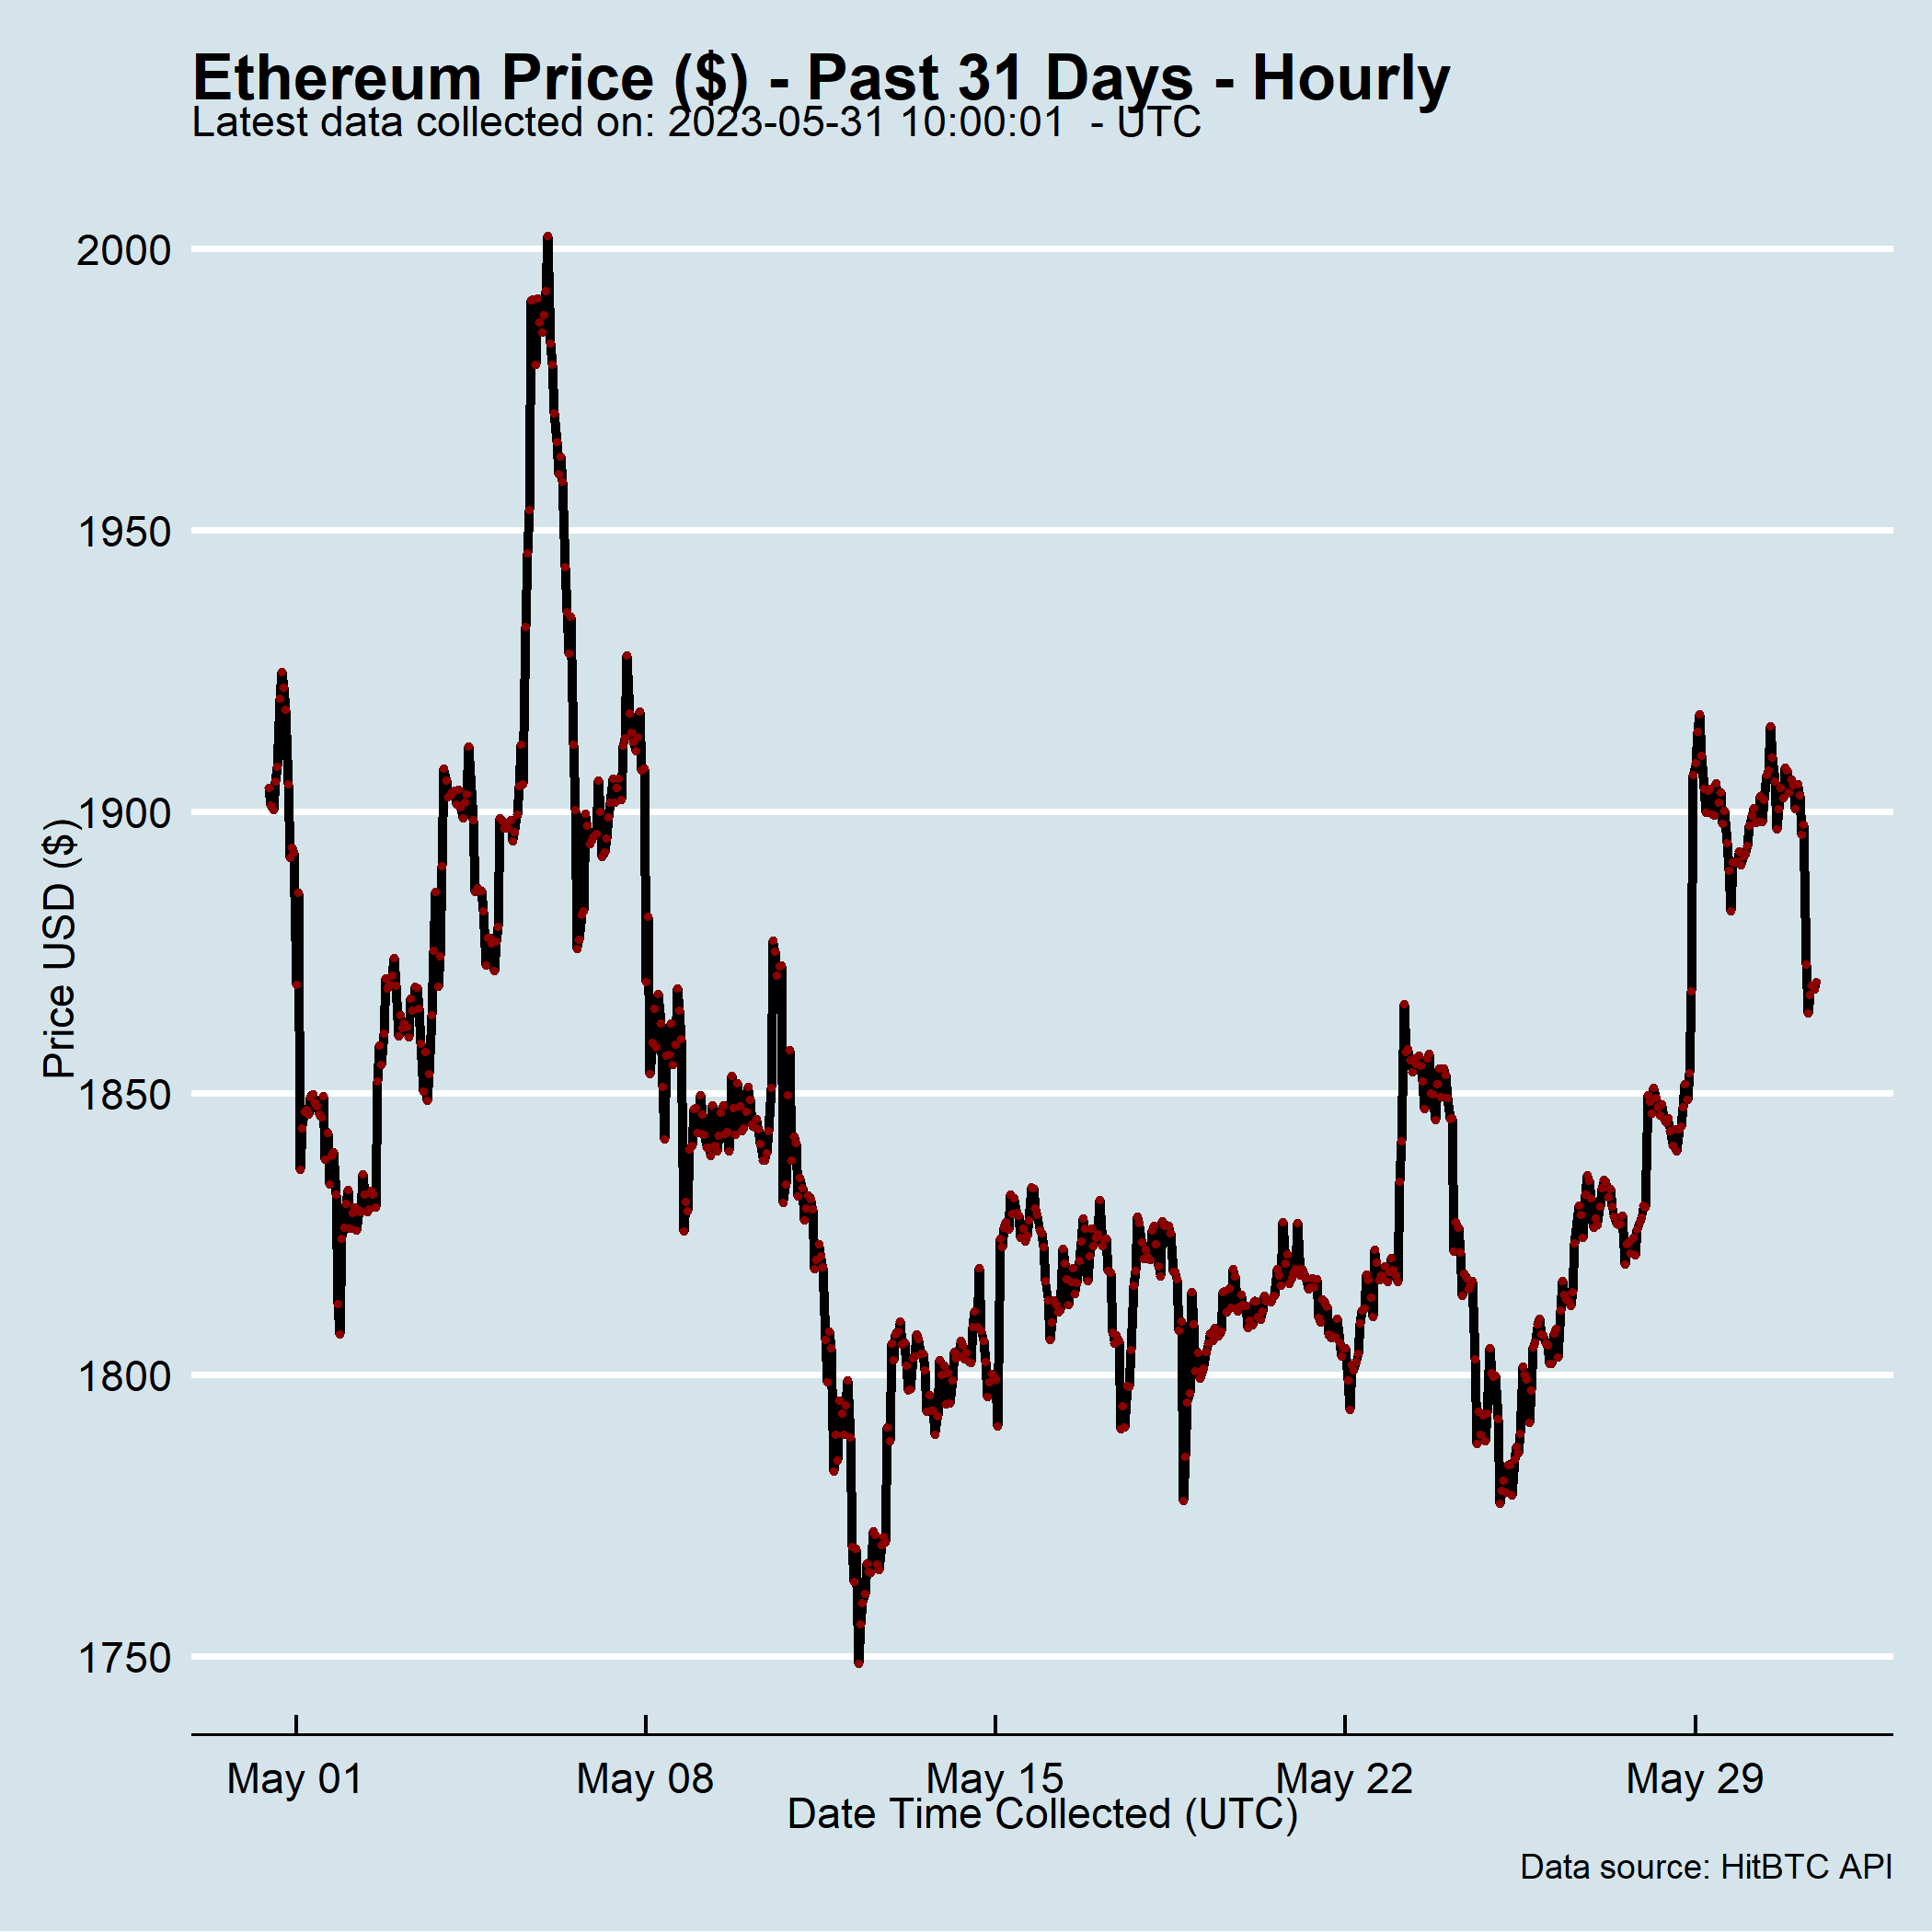 Ethereum Price ($) - Past 31 Days - Hourly
Latest data collected on: 2023-05-31 10:00:01  - UTC
Price USD ($)
2000
1950
1900
1850
1800
1750
May 01
May 08
May 15
May 22
May 29
Date Time Collected (UTC)
Data source: HitBTC API